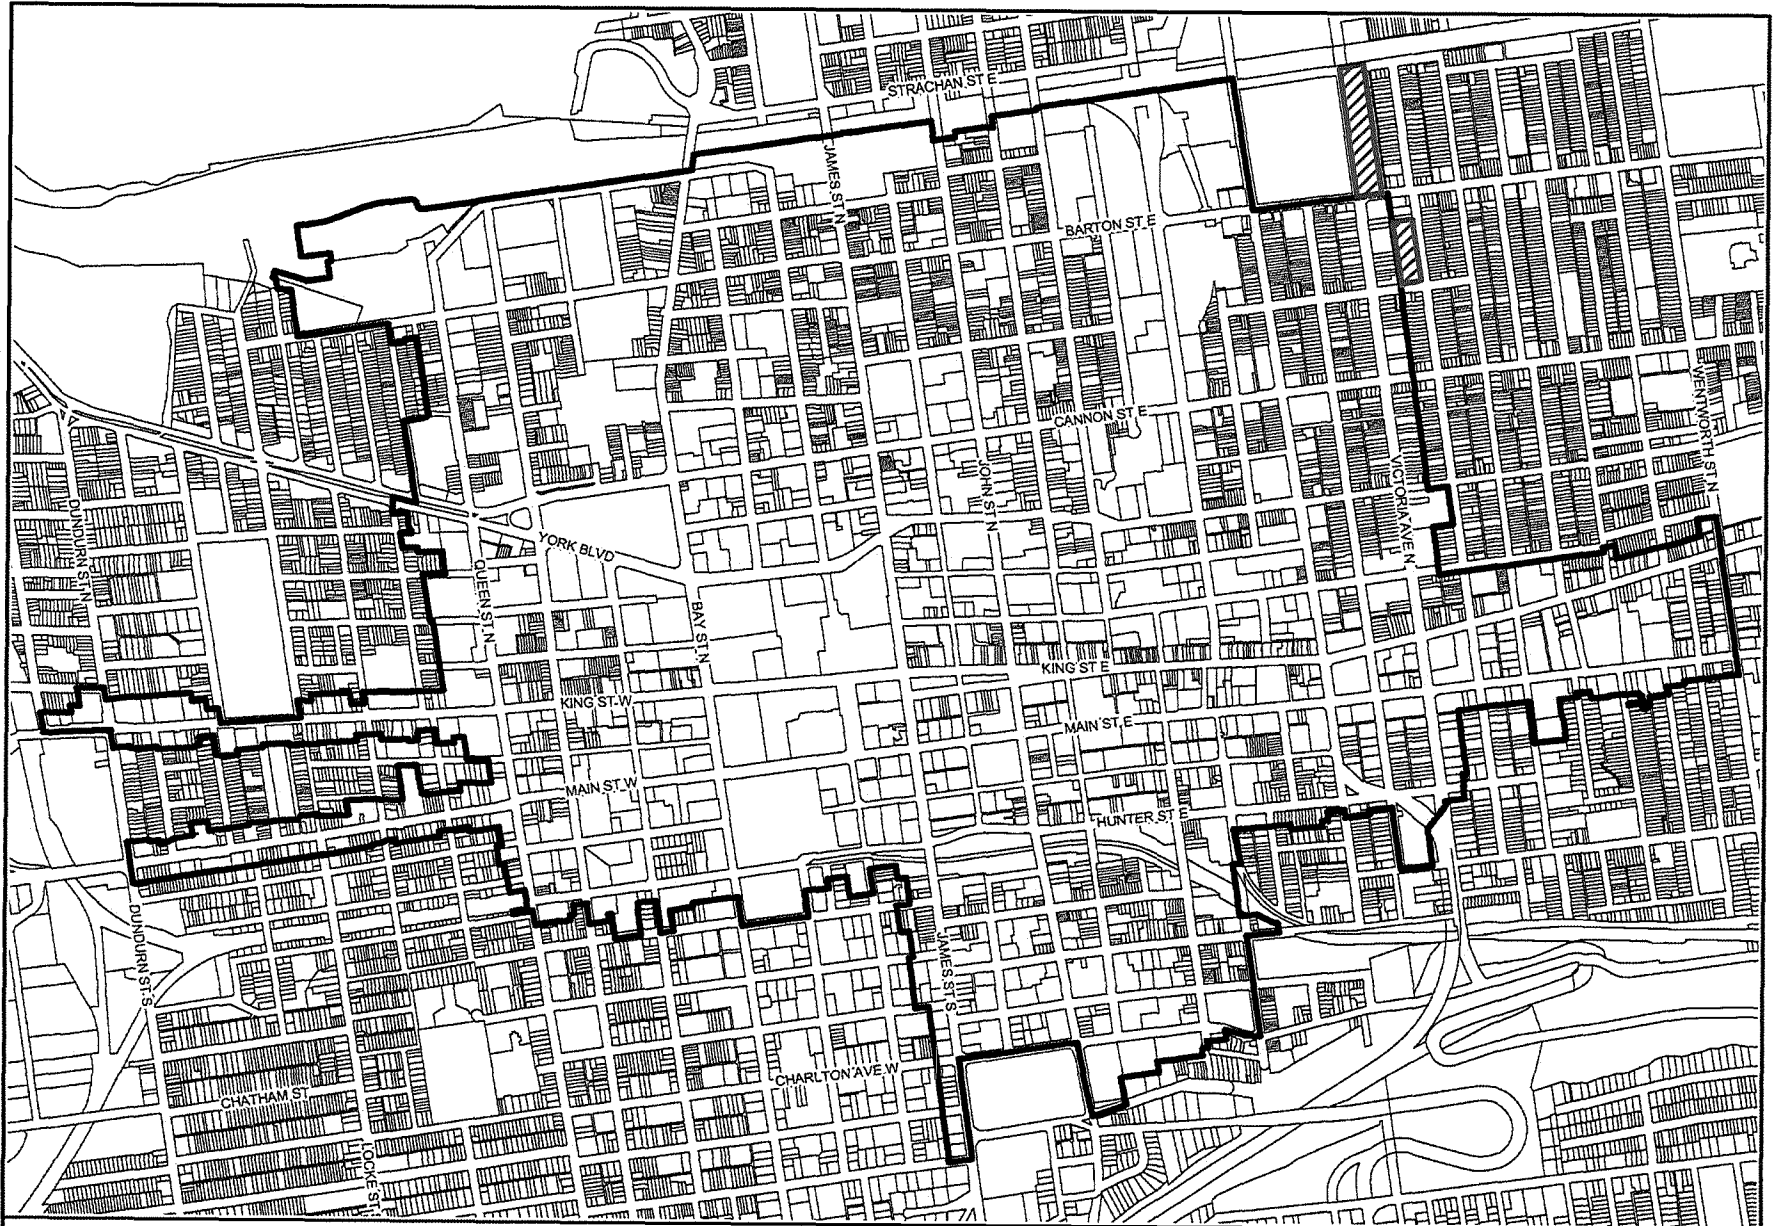 STRACHAN ST E
JAMES ST N
BARTON ST E
CANNON ST E
WENTWORTH ST N
JOHN ST N
VICTORIA AVE N
DUNDURN ST N
YORK BLVD
QUEEN ST N
BAY ST N
KING ST E
KING ST W
MAIN ST E
MAIN ST W
HUNTER ST E
DUNDURN ST S
JAMES ST S
CHARLTON AVE W
CHATHAM ST
LOCKE ST S